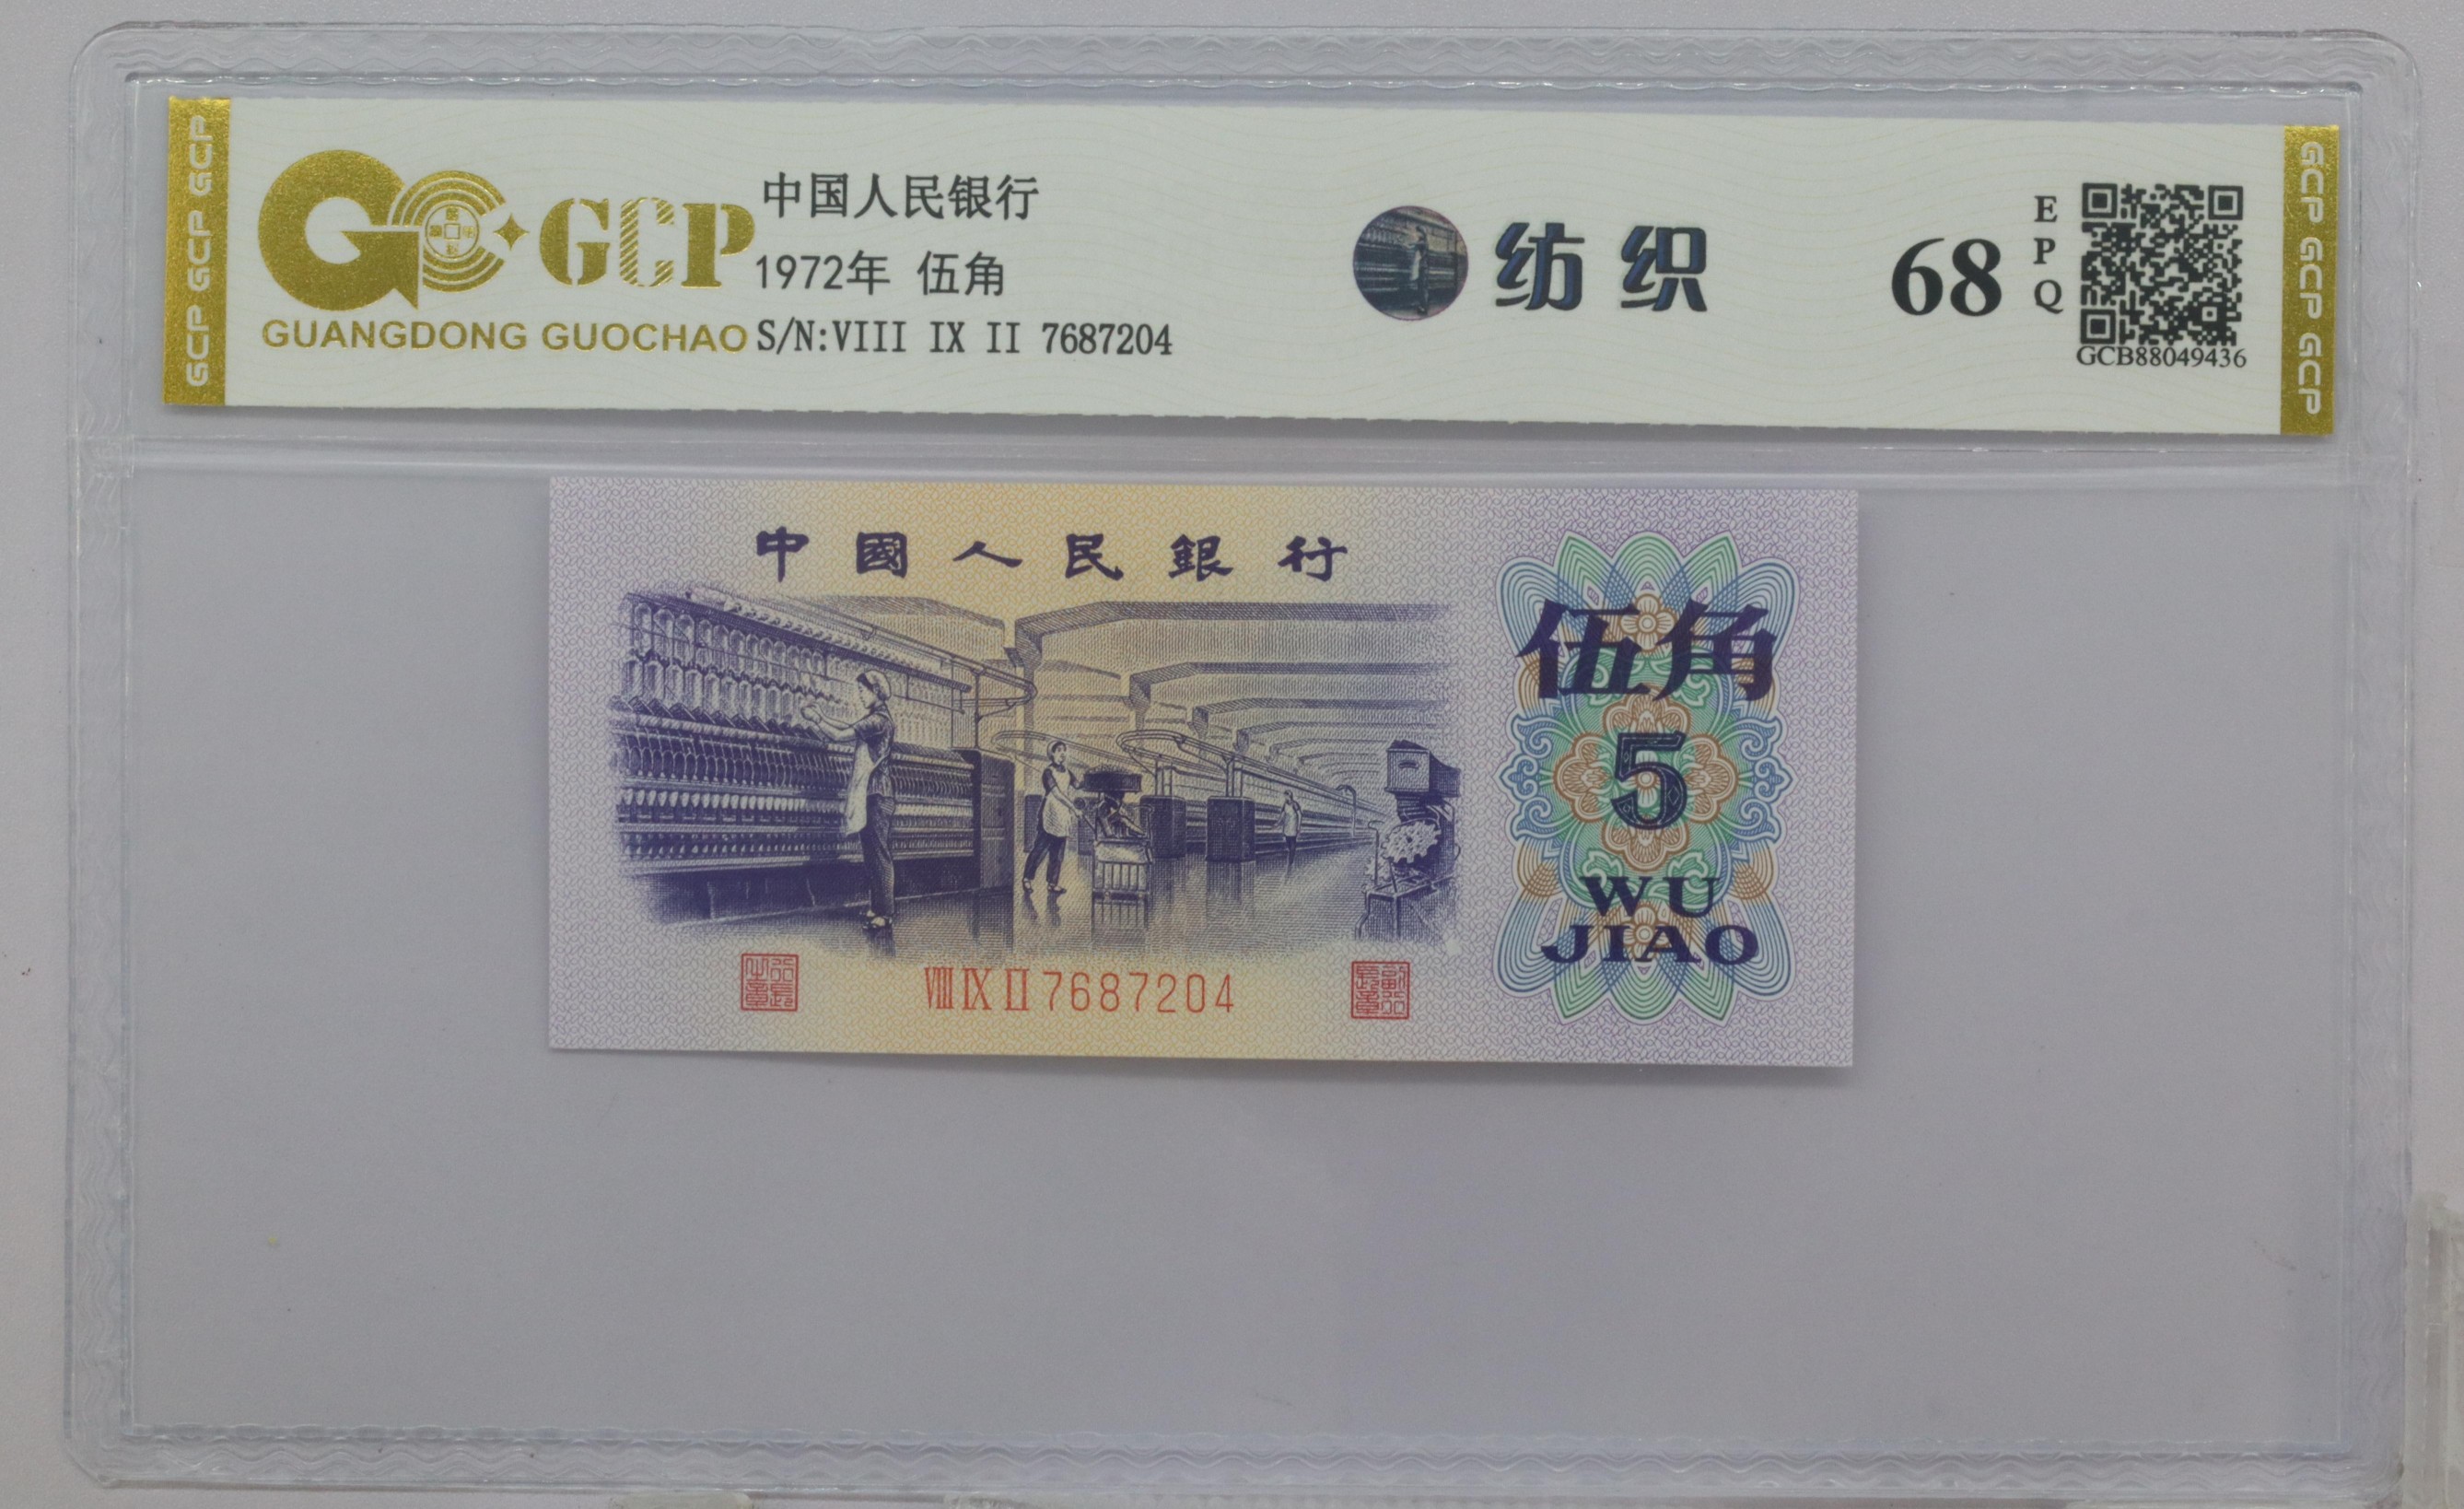 GCP GCP GCP
GCP
GUANGDONG GUOCHAO
中国人民银行
1972年 伍角
S/N:VIII IX II 7687204
纺织
68
E
P
Q
GCB88049436
GCP GCP GCP
中國人民銀行
伍角
5
WU
JIAO
VIII IX II 7687204